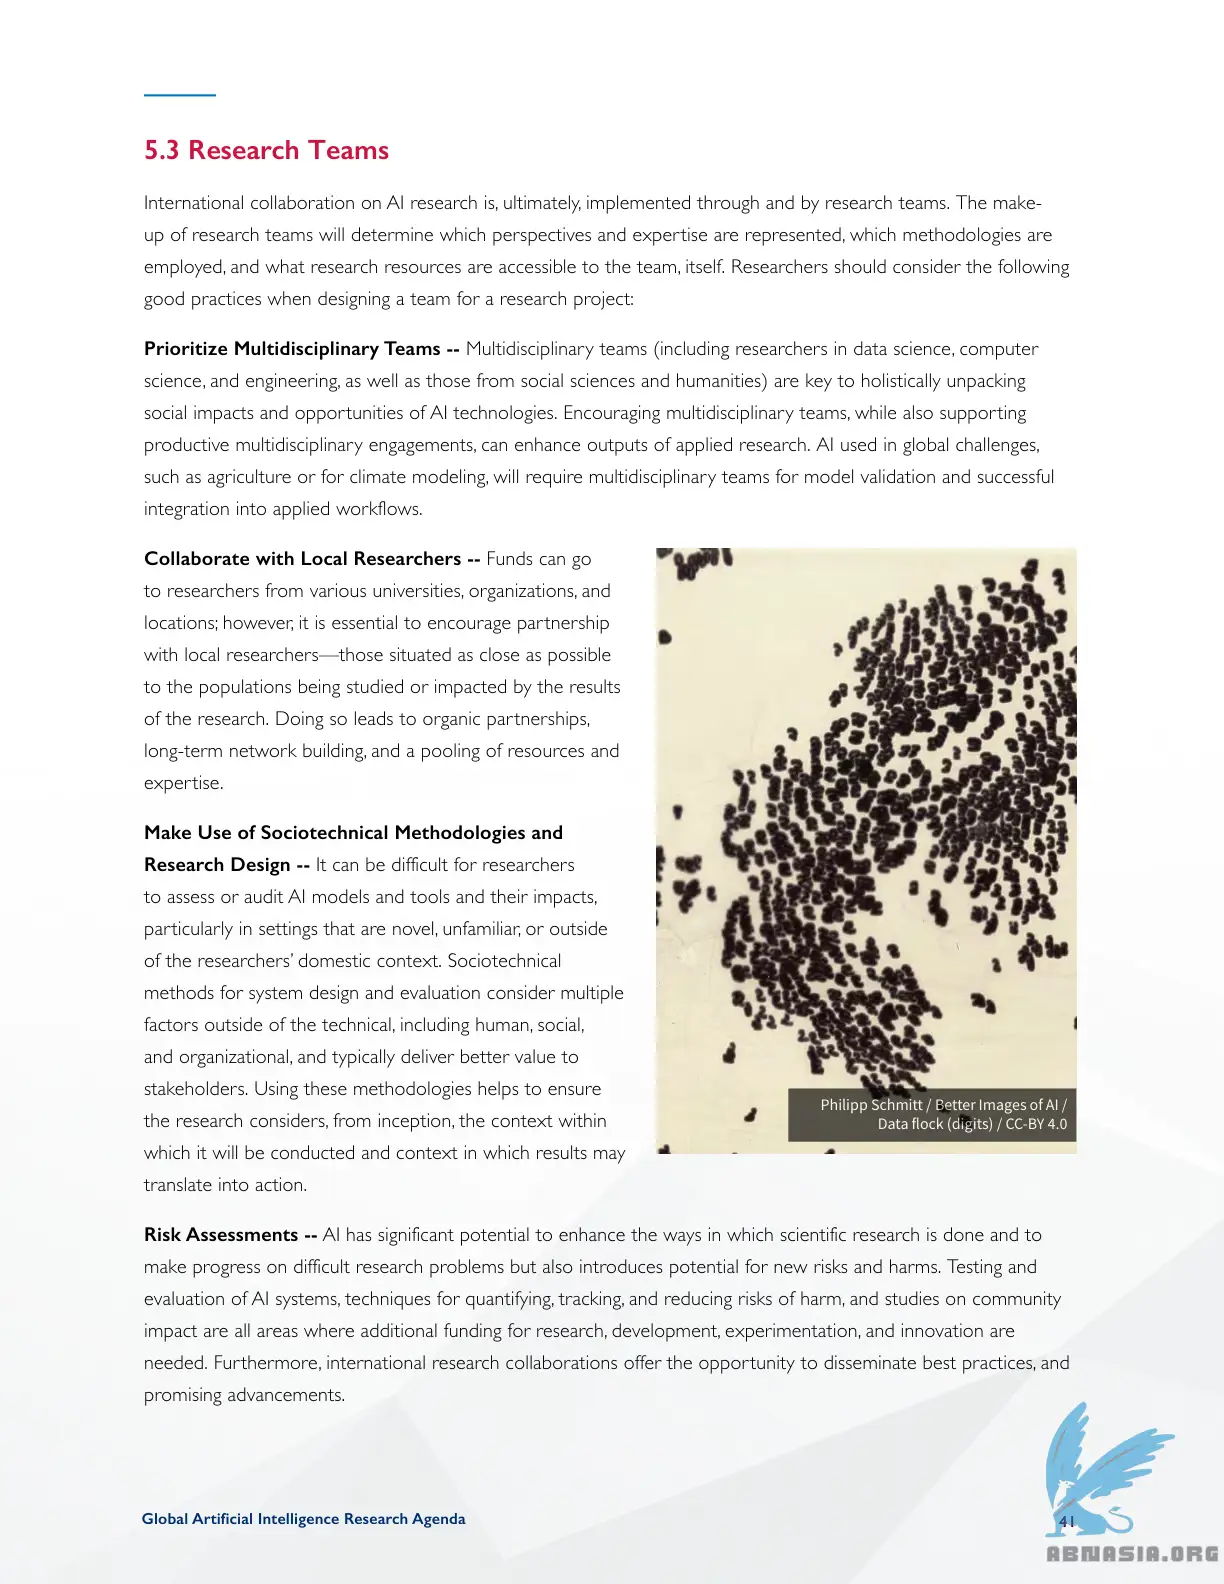 5.3 Research Teams
International collaboration on AI research is, ultimately, implemented through and by research teams. The make-
up of research teams will determine which perspectives and expertise are represented, which methodologies are
employed, and what research resources are accessible to the team, itself. Researchers should consider the following
good practices when designing a team for a research project:
Prioritize Multidisciplinary Teams -- Multidisciplinary teams (including researchers in data science, computer
science, and engineering, as well as those from social sciences and humanities) are key to holistically unpacking
social impacts and opportunities of AI technologies. Encouraging multidisciplinary teams, while also supporting
productive multidisciplinary engagements, can enhance outputs of applied research. AI used in global challenges,
such as agriculture or for climate modeling, will require multidisciplinary teams for model validation and successful
integration into applied workflows.
Collaborate with Local Researchers -- Funds can go
to researchers from various universities, organizations, and
locations; however, it is essential to encourage partnership
with local researchers—those situated as close as possible
to the populations being studied or impacted by the results
of the research. Doing so leads to organic partnerships,
long-term network building, and a pooling of resources and
expertise.
Make Use of Sociotechnical Methodologies and
Research Design -- It can be difficult for researchers
to assess or audit AI models and tools and their impacts,
particularly in settings that are novel, unfamiliar, or outside
of the researchers' domestic context. Sociotechnical
methods for system design and evaluation consider multiple
factors outside of the technical, including human, social,
and organizational, and typically deliver better value to
stakeholders. Using these methodologies helps to ensure
the research considers, from inception, the context within
which it will be conducted and context in which results may
translate into action.
Philipp Schmitt / Better Images of AI /
Data flock (digits) / CC-BY 4.0
Risk Assessments -- AI has significant potential to enhance the ways in which scientific research is done and to
make progress on difficult research problems but also introduces potential for new risks and harms. Testing and
evaluation of AI systems, techniques for quantifying, tracking, and reducing risks of harm, and studies on community
impact are all areas where additional funding for research, development, experimentation, and innovation are
needed. Furthermore, international research collaborations offer the opportunity to disseminate best practices, and
promising advancements.
Global Artificial Intelligence Research Agenda
41
ABNASIA.ORG